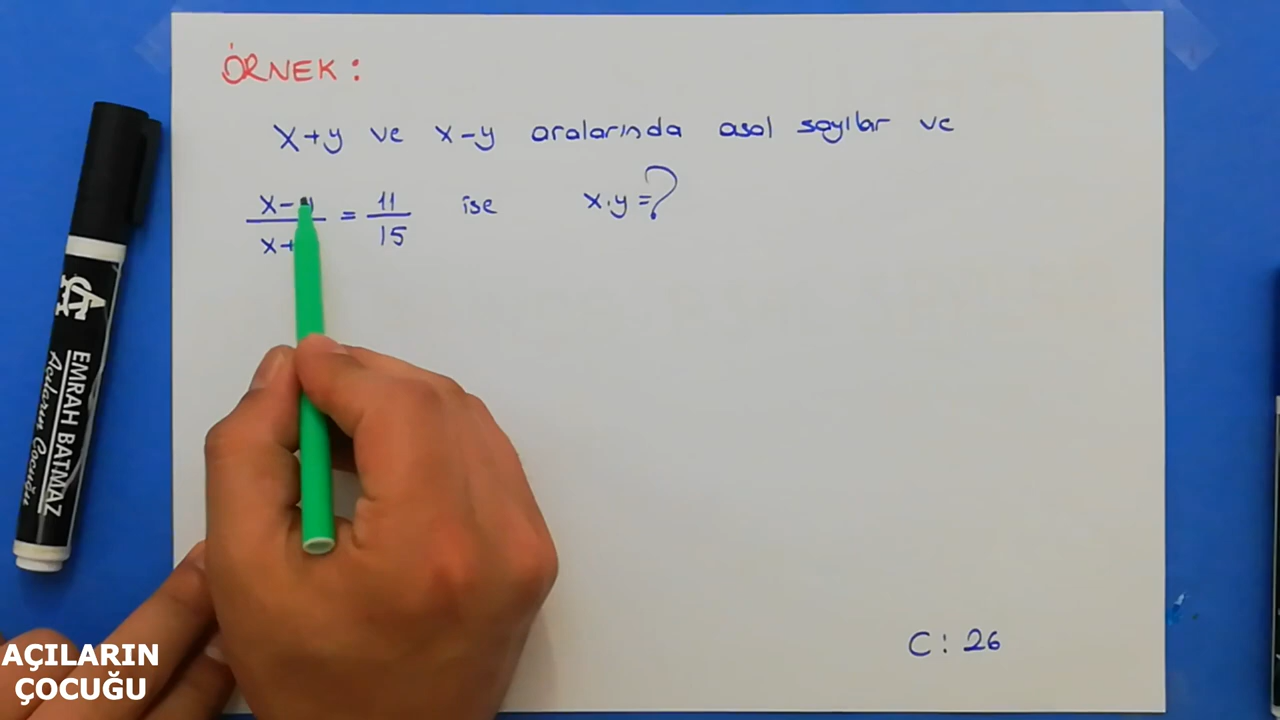 ÖRNEK :
x+y ve x-y aralarında asal sayılar ve
x-y / x+ = 11 / 15 ise x.y=?
C: 26
EMRAH BATMAZ
Açıların Çocuğu
AÇILARIN
ÇOCUĞU